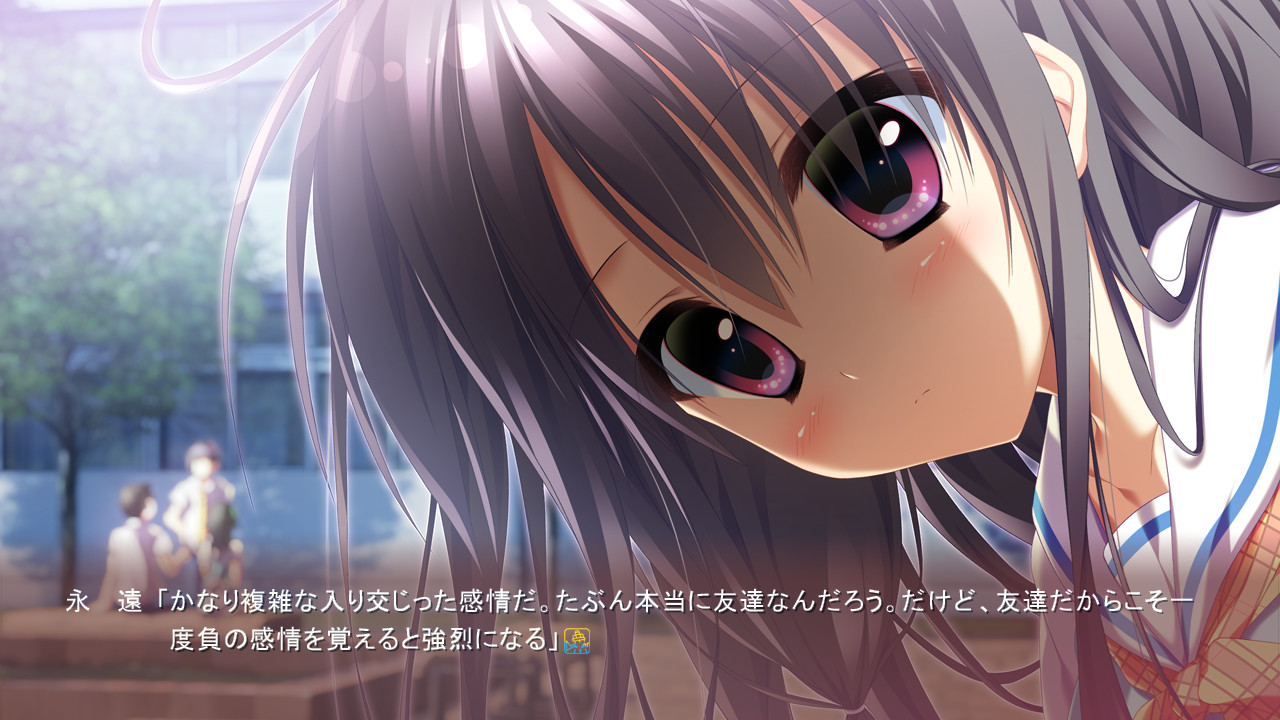 永　遠「かなり複雑な入り交じった感情だ。たぶん本当に友達なんだろう。だけど、友達だからこそ一
度負の感情を覚えると強烈になる」